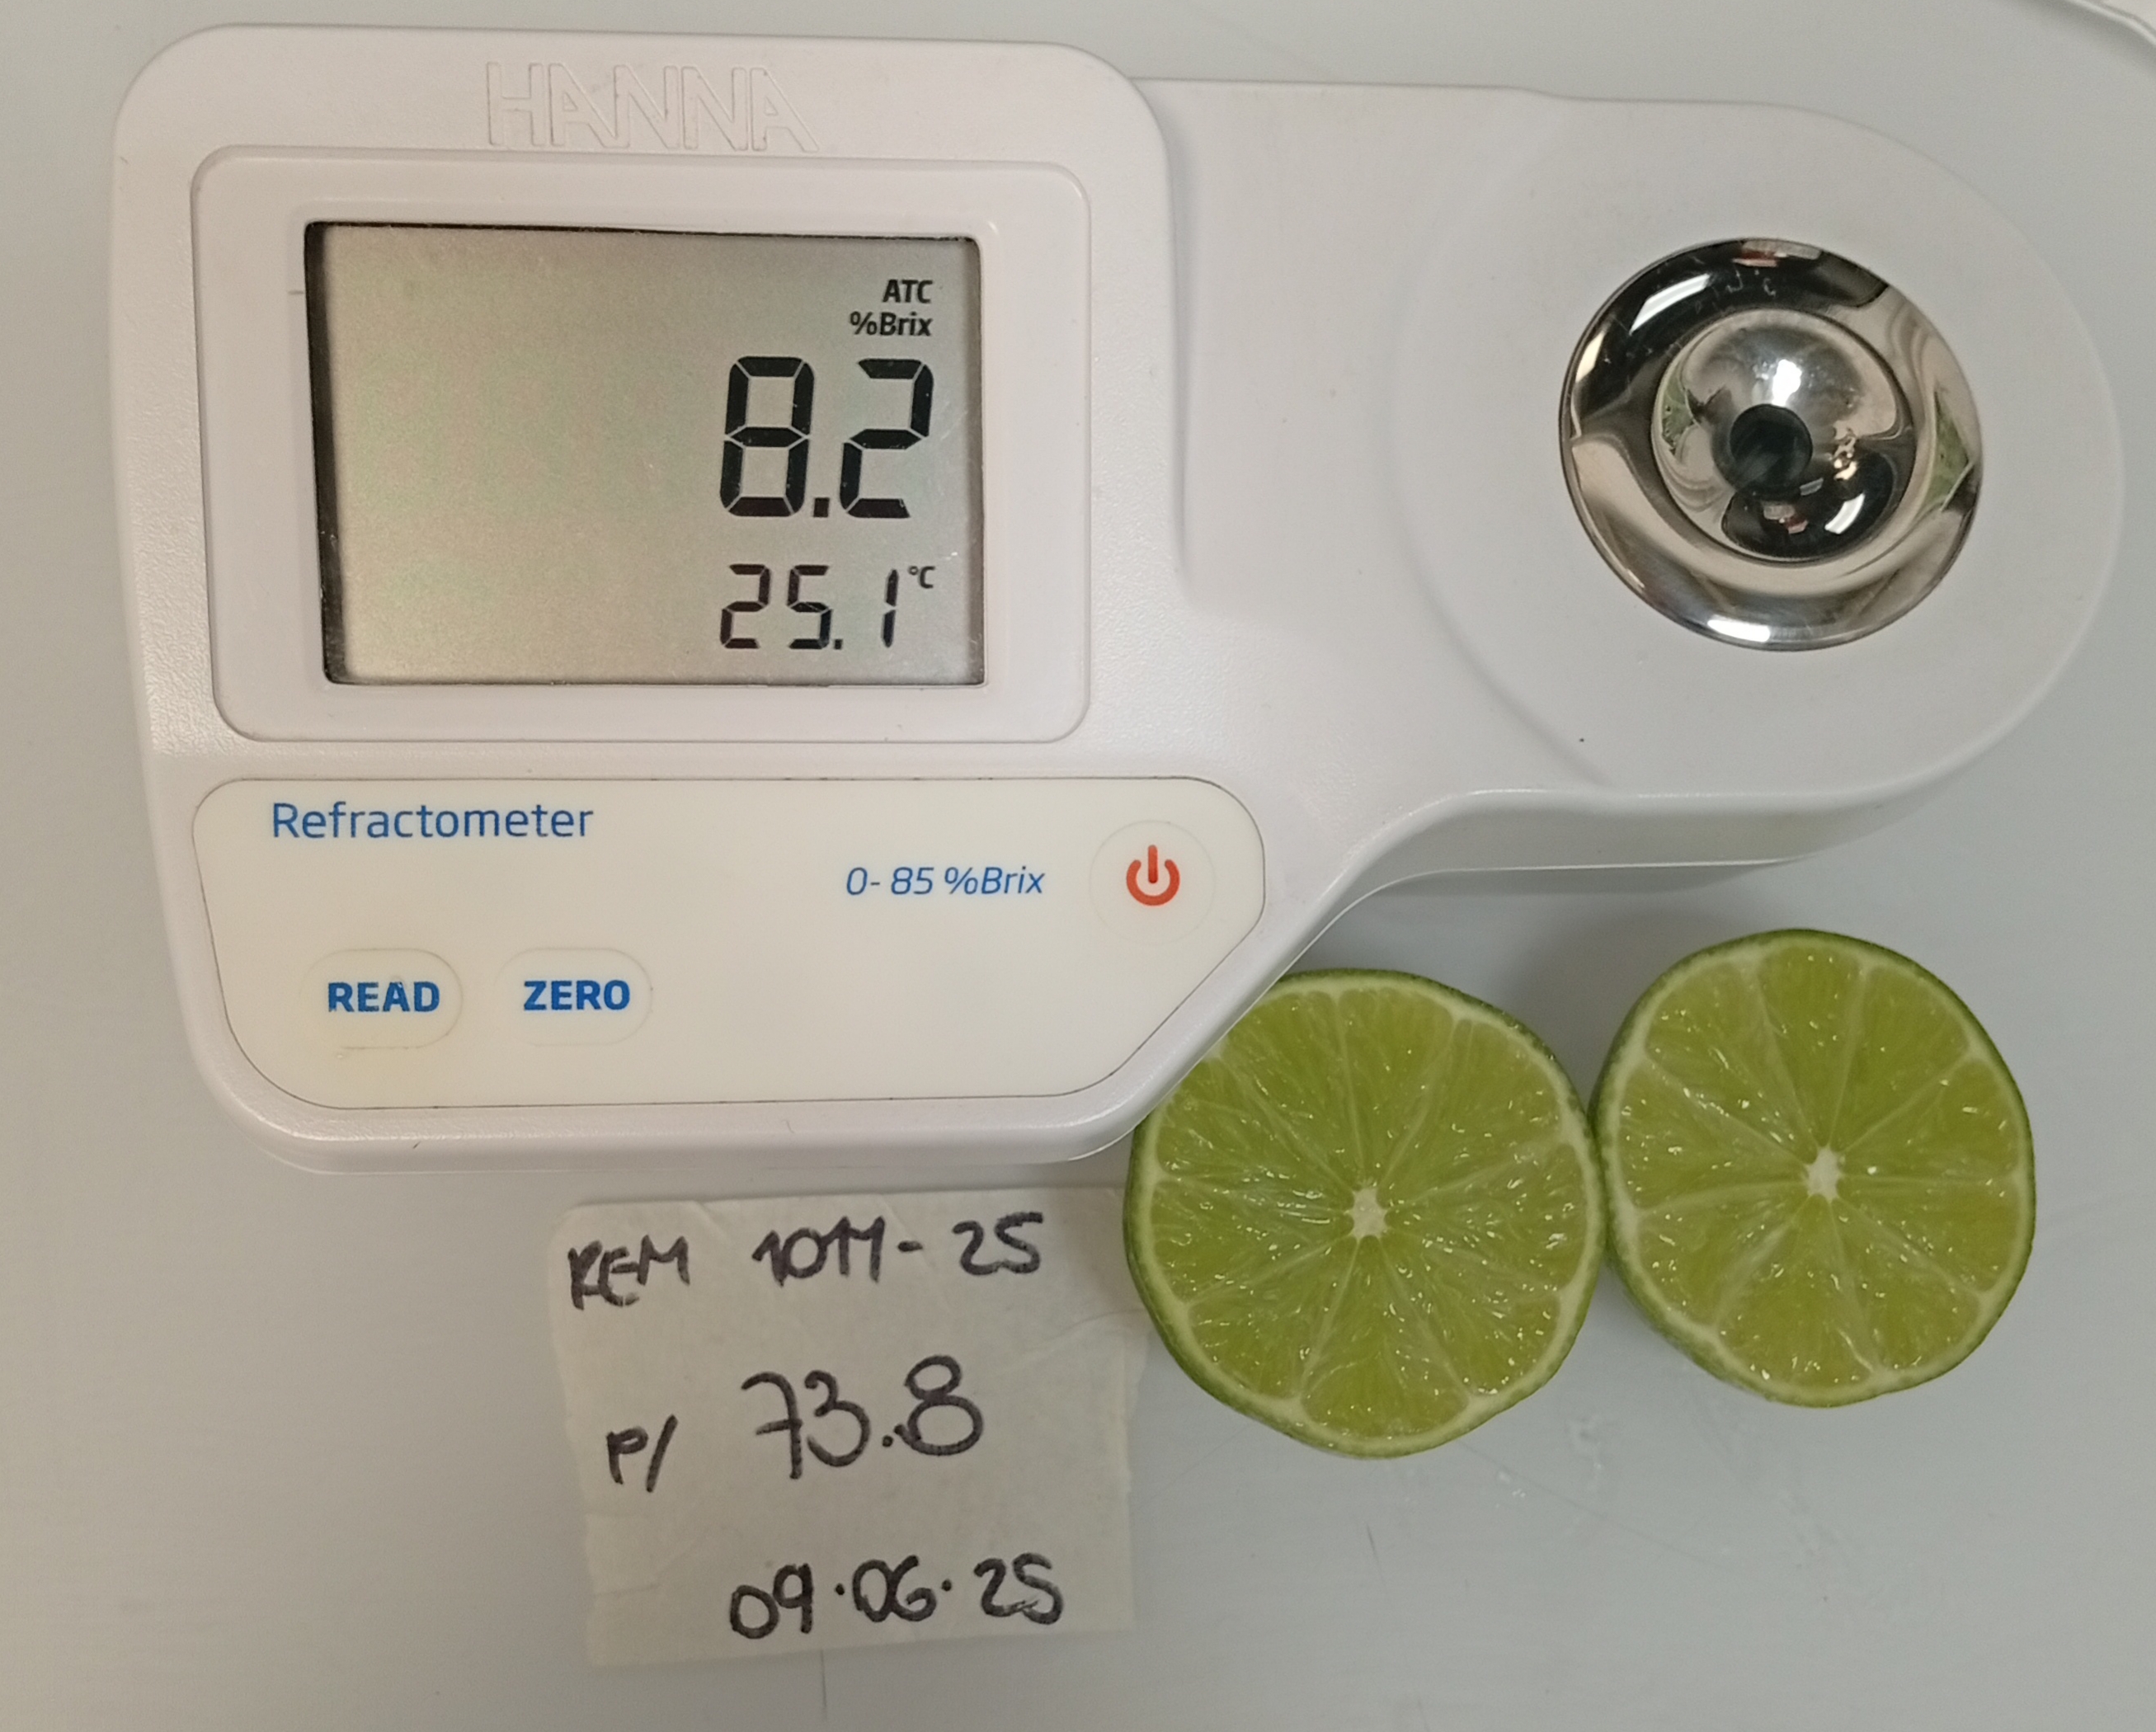 HANNA
ATC
%Brix
8.2
25.1 °C
Refractometer
0- 85 %Brix
READ
ZERO
REM 1011-25
P/ 73.8
09.06.25